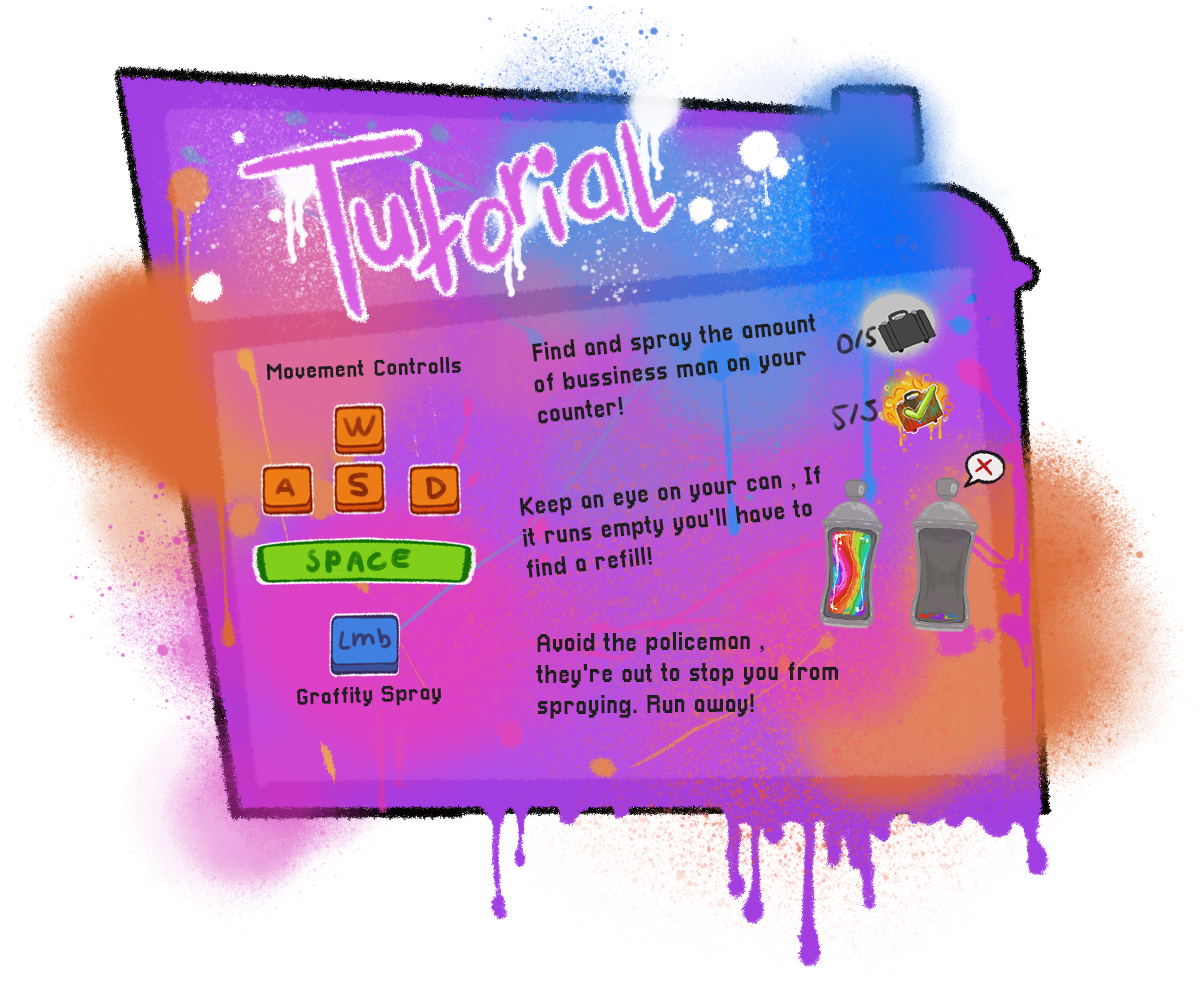 Tutorial
Movement Controlls
W
A S D
SPACE
Lmb
Graffity Spray
Find and spray the amount
of bussiness man on your
counter!
0/5
5/5
Keep an eye on your can , If
it runs empty you'll have to
find a refill!
Avoid the policeman ,
they're out to stop you from
spraying. Run away!